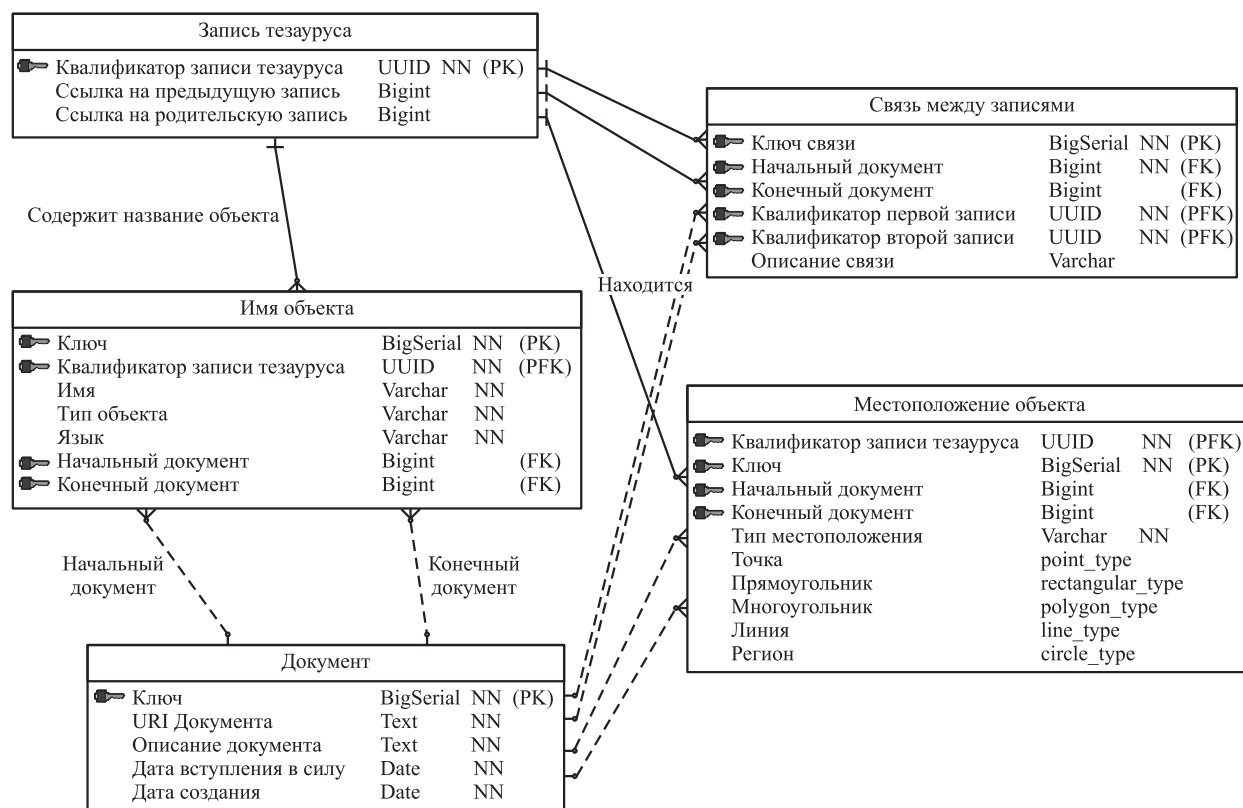 Запись тезауруса
Квалификатор записи тезауруса UUID NN (PK)
Ссылка на предыдущую запись Bigint
Ссылка на родительскую запись Bigint
Связь между записями
Ключ связи BigSerial NN (PK)
Начальный документ Bigint NN (FK)
Конечный документ Bigint (FK)
Квалификатор первой записи UUID NN (PFK)
Квалификатор второй записи UUID NN (PFK)
Описание связи Varchar
Содержит название объекта
Находится
Имя объекта
Ключ BigSerial NN (PK)
Квалификатор записи тезауруса UUID NN (PFK)
Имя Varchar NN
Тип объекта Varchar NN
Язык Varchar NN
Начальный документ Bigint (FK)
Конечный документ Bigint (FK)
Местоположение объекта
Квалификатор записи тезауруса UUID NN (PFK)
Ключ BigSerial NN (PK)
Начальный документ Bigint (FK)
Конечный документ Bigint (FK)
Тип местоположения Varchar NN
Точка point_type
Прямоугольник rectangular_type
Многоугольник polygon_type
Линия line_type
Регион circle_type
Начальный
документ
Конечный
документ
Документ
Ключ BigSerial NN (PK)
URI Документа Text NN
Описание документа Text NN
Дата вступления в силу Date NN
Дата создания Date NN